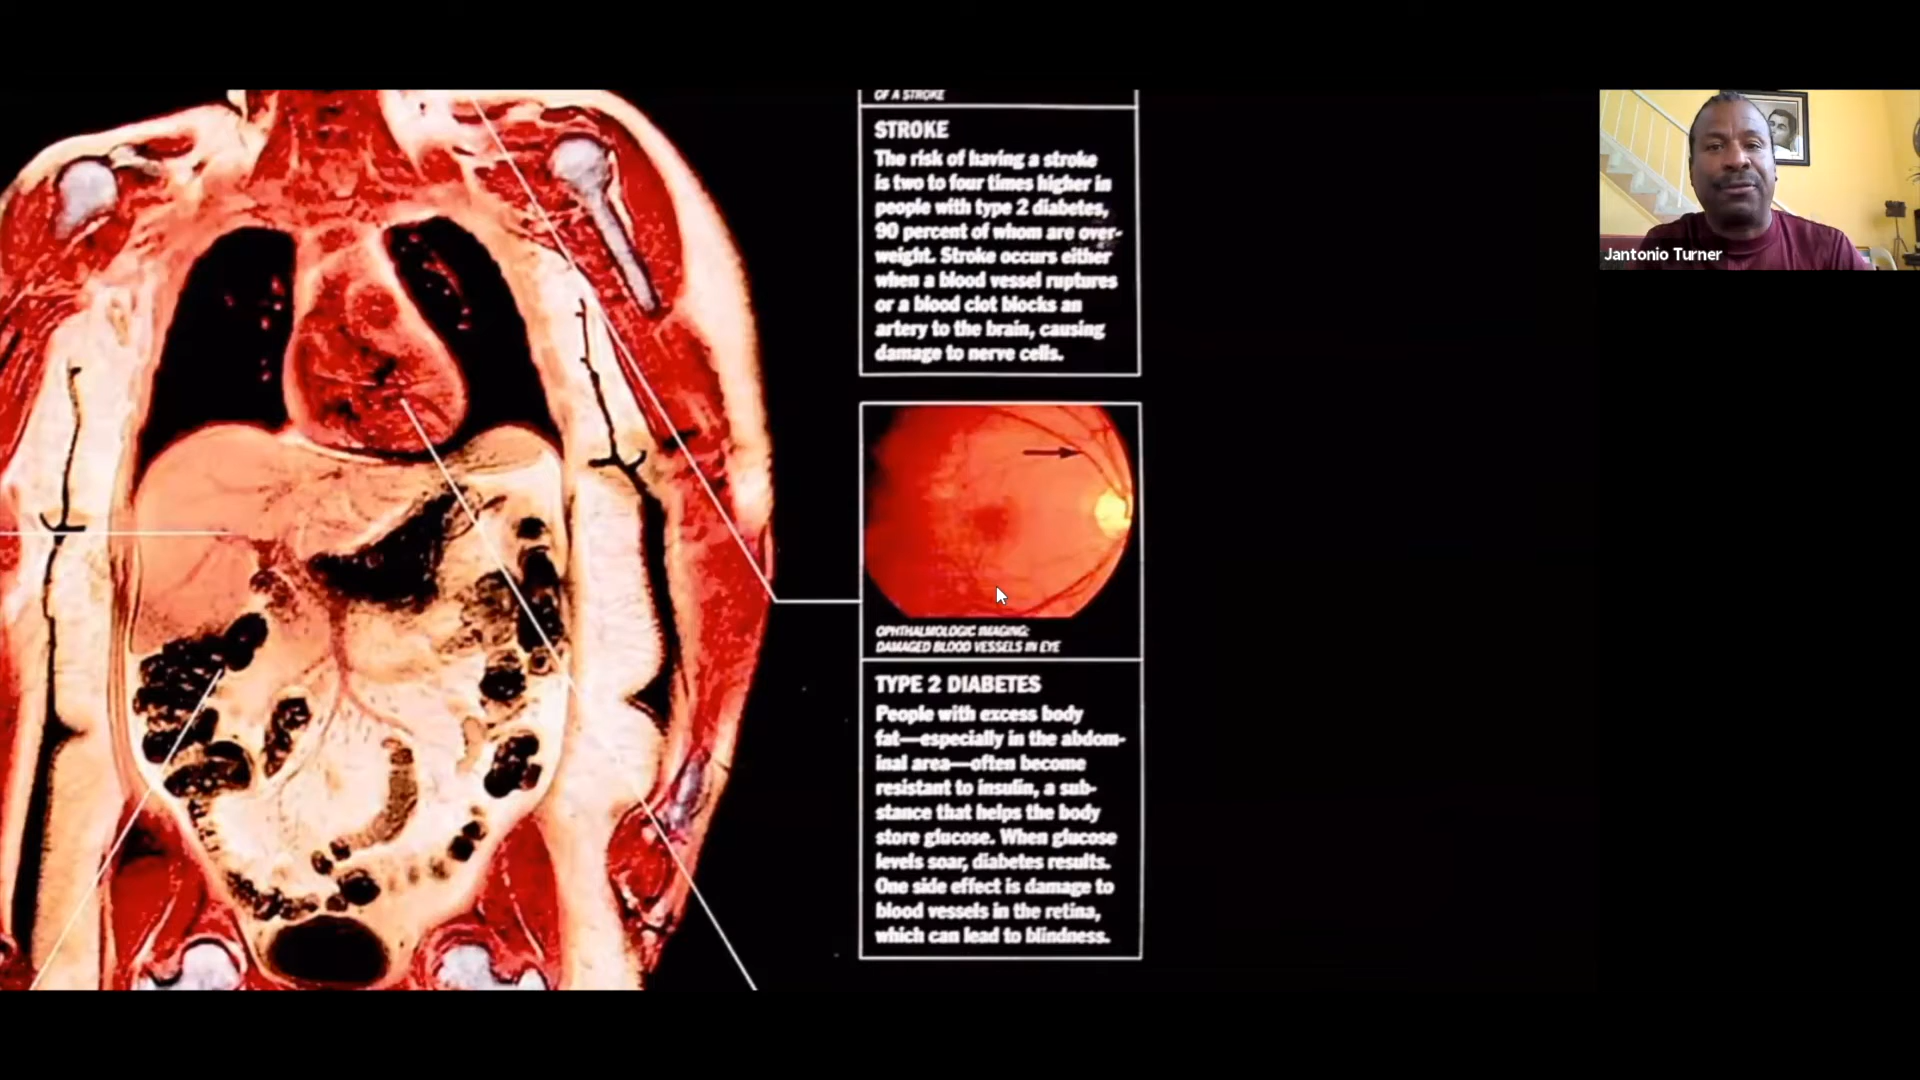 OF A STROKE
STROKE
The risk of having a stroke
is two to four times higher in
people with type 2 diabetes,
90 percent of whom are over-
weight. Stroke occurs either
when a blood vessel ruptures
or a blood clot blocks an
artery to the brain, causing
damage to nerve cells.
OPHTHALMOLOGIC IMAGING:
DAMAGED BLOOD VESSELS IN EYE
TYPE 2 DIABETES
People with excess body
fat—especially in the abdom-
inal area—often become
resistant to insulin, a sub-
stance that helps the body
store glucose. When glucose
levels soar, diabetes results.
One side effect is damage to
blood vessels in the retina,
which can lead to blindness.
Jantonio Turner